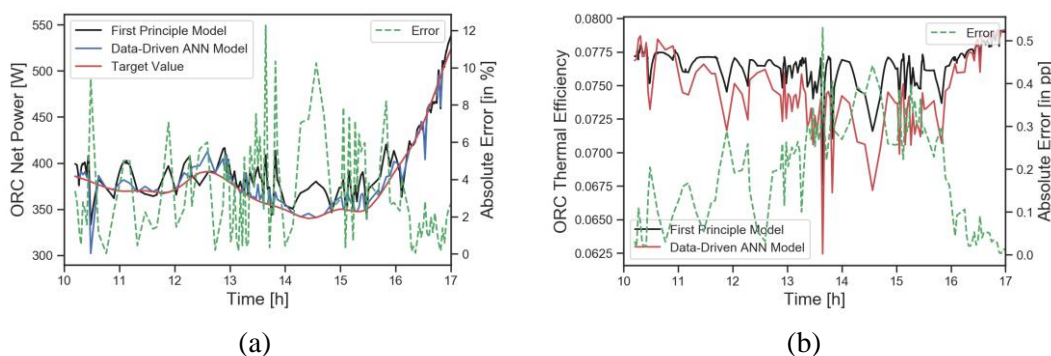 First Principle Model
Data-Driven ANN Model
Target Value
Error
550
500
450
400
350
300
ORC Net Power [W]
12
10
8
6
4
2
0
Absolute Error [in %]
10 11 12 13 14 15 16 17
Time [h]
(a)
Error
0.0800
0.0775
0.0750
0.0725
0.0700
0.0675
0.0650
0.0625
ORC Thermal Efficiency
0.5
0.4
0.3
0.2
0.1
0.0
Absolute Error [in pp]
First Principle Model
Data-Driven ANN Model
10 11 12 13 14 15 16 17
Time [h]
(b)